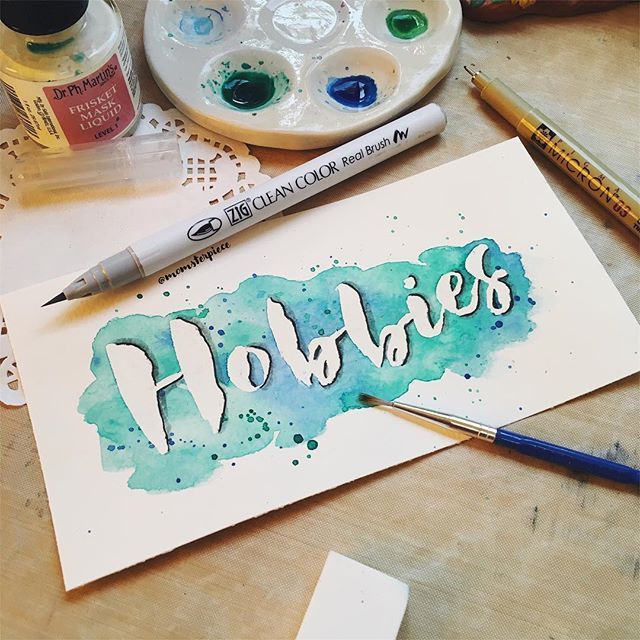 Dr. Ph. Martin's
FRISKET
MASK
LIQUID
LEVEL 1
ZIG CLEAN COLOR Real Brush
MICRON 03
@momsterpiece
Hobbies